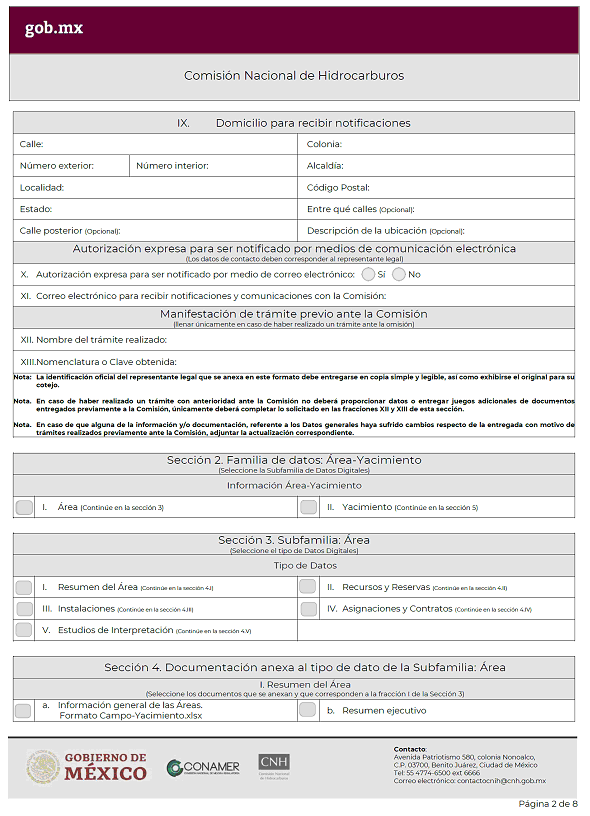 gob.mx
Comisión Nacional de Hidrocarburos
IX. Domicilio para recibir notificaciones
Calle: Colonia:
Número exterior: Número interior: Alcaldía:
Localidad: Código Postal:
Estado: Entre qué calles (Opcional):
Calle posterior (Opcional): Descripción de la ubicación (Opcional):
Autorización expresa para ser notificado por medios de comunicación electrónica
(Los datos de contacto deben corresponder al representante legal)
X. Autorización expresa para ser notificado por medio de correo electrónico: Sí No
XI. Correo electrónico para recibir notificaciones y comunicaciones con la Comisión:
Manifestación de trámite previo ante la Comisión
(llenar únicamente en caso de haber realizado un trámite ante la omisión)
XII. Nombre del trámite realizado:
XIII.Nomenclatura o Clave obtenida:
Nota: La identificación oficial del representante legal que se anexa en este formato debe entregarse en copia simple y legible, así como exhibirse el original para su
cotejo.
Nota. En caso de haber realizado un trámite con anterioridad ante la Comisión no deberá proporcionar datos o entregar juegos adicionales de documentos
entregados previamente a la Comisión, únicamente deberá completar lo solicitado en las fracciones XII y XIII de esta sección.
Nota. En caso de que alguna de la información y/o documentación, referente a los Datos generales haya sufrido cambios respecto de la entregada con motivo de
trámites realizados previamente ante la Comisión, adjuntar la actualización correspondiente.
Sección 2. Familia de datos: Área-Yacimiento
(Seleccione la Subfamilia de Datos Digitales)
Información Área-Yacimiento
I. Área (Continúe en la sección 3) II. Yacimiento (Continúe en la sección 5)
Sección 3. Subfamilia: Área
(Seleccione el tipo de Datos Digitales)
Tipo de Datos
I. Resumen del Área (Continúe en la sección 4.I) II. Recursos y Reservas (Continúe en la sección 4.II)
III. Instalaciones (Continúe en la sección 4.III) IV. Asignaciones y Contratos (Continúe en la sección 4.IV)
V. Estudios de Interpretación (Continúe en la sección 4.V)
Sección 4. Documentación anexa al tipo de dato de la Subfamilia: Área
I. Resumen del Área
(Seleccione los documentos que se anexan y que corresponden a la fracción I de la Sección 3)
a. Información general de las Áreas. b. Resumen ejecutivo
Formato Campo-Yacimiento.xlsx
GOBIERNO DE
MÉXICO
CONAMER
CNH
Comisión Nacional
de Hidrocarburos
Contacto:
Avenida Patriotismo 580, colonia Nonoalco,
C.P. 03700, Benito Juárez, Ciudad de México
Tel: 55 4774-6500 ext 6666
Correo electrónico: contactocnih@cnh.gob.mx
Página 2 de 8